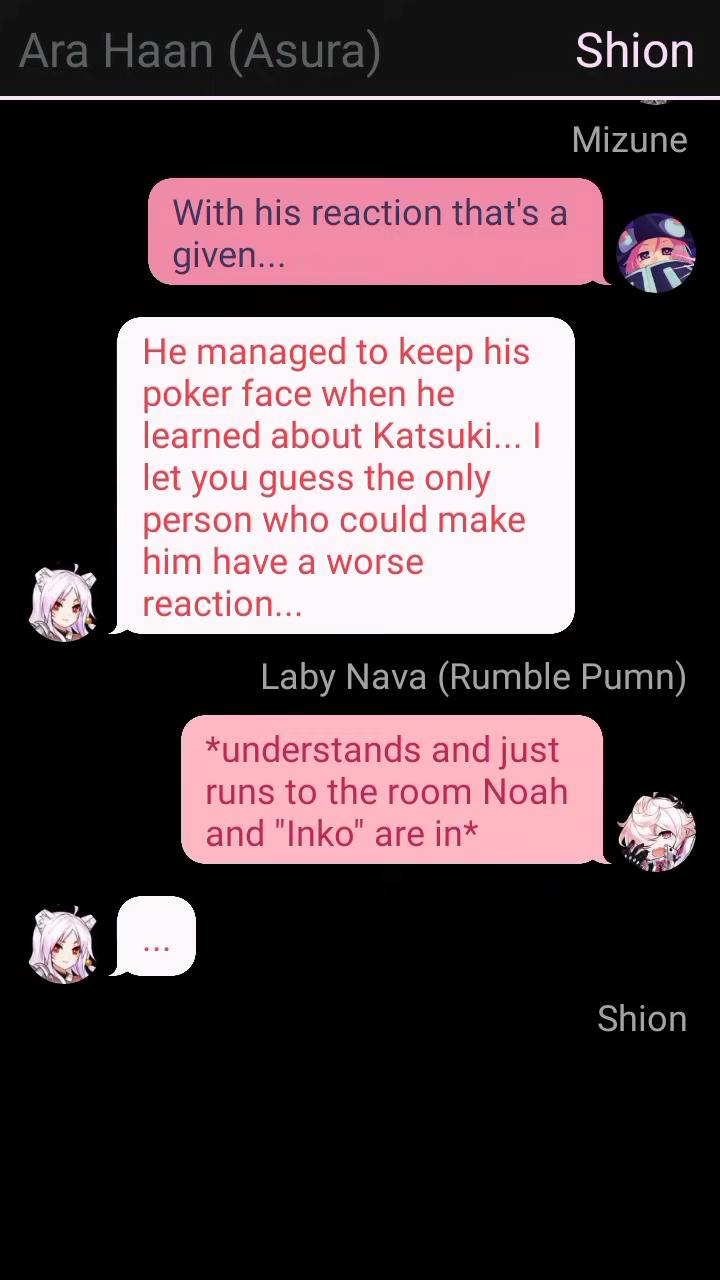 Ara Haan (Asura) Shion
Mizune
With his reaction that's a
given...
He managed to keep his
poker face when he
learned about Katsuki... I
let you guess the only
person who could make
him have a worse
reaction...
Laby Nava (Rumble Pumn)
*understands and just
runs to the room Noah
and "Inko" are in*
...
Shion